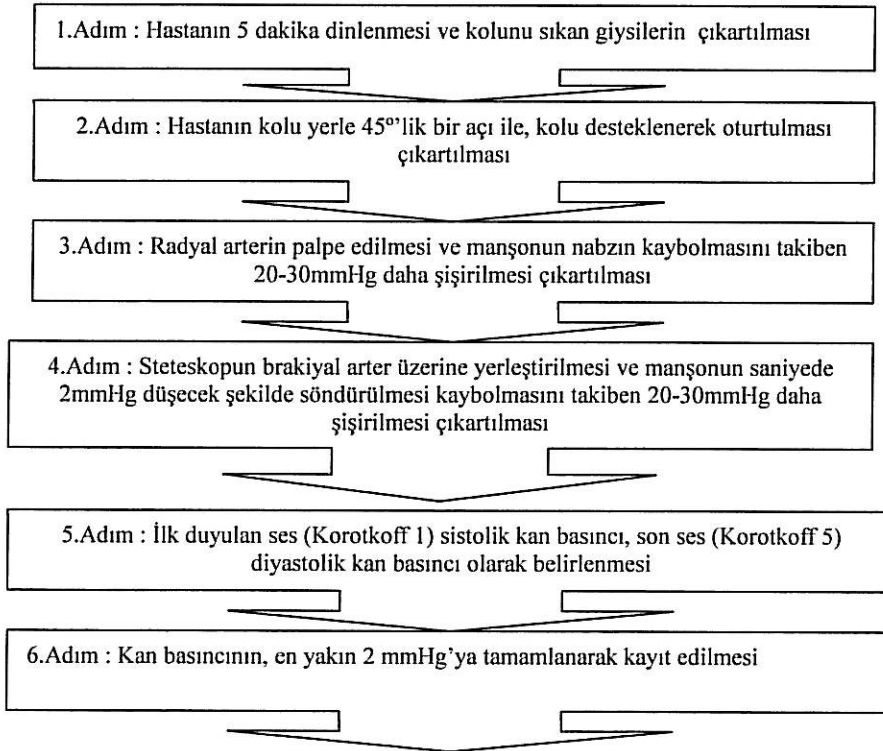 1.Adım : Hastanın 5 dakika dinlenmesi ve kolunu sıkan giysilerin çıkartılması
2.Adım : Hastanın kolu yerle 45º'lik bir açı ile, kolu desteklenerek oturtulması
çıkartılması
3.Adım : Radyal arterin palpe edilmesi ve manşonun nabzın kaybolmasını takiben
20-30mmHg daha şişirilmesi çıkartılması
4.Adım : Steteskopun brakiyal arter üzerine yerleştirilmesi ve manşonun saniyede
2mmHg düşecek şekilde söndürülmesi kaybolmasını takiben 20-30mmHg daha
şişirilmesi çıkartılması
5.Adım : İlk duyulan ses (Korotkoff 1) sistolik kan basıncı, son ses (Korotkoff 5)
diyastolik kan basıncı olarak belirlenmesi
6.Adım : Kan basıncının, en yakın 2 mmHg'ya tamamlanarak kayıt edilmesi